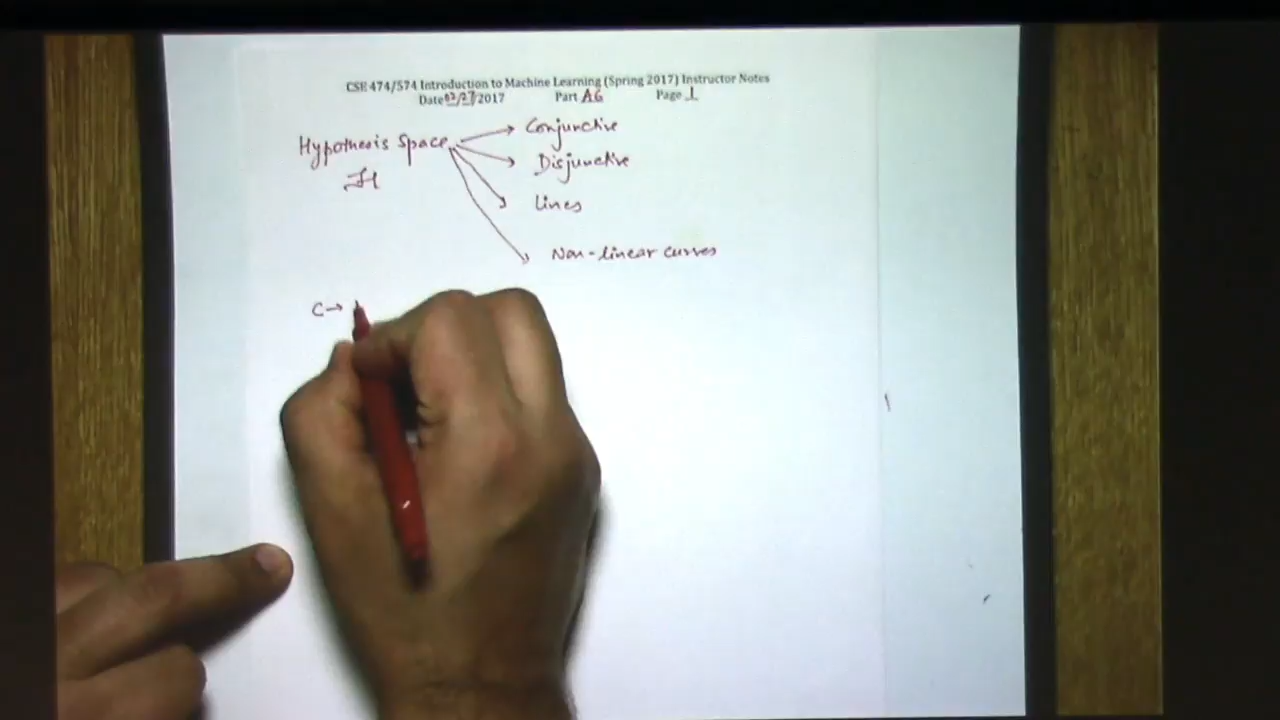 CSE 474/574 Introduction to Machine Learning (Spring 2017) Instructor Notes
Date 02/27/2017 Part A6 Page 1
Hypothesis Space
H
Conjunctive
Disjunctive
Lines
Non-linear curves
C→